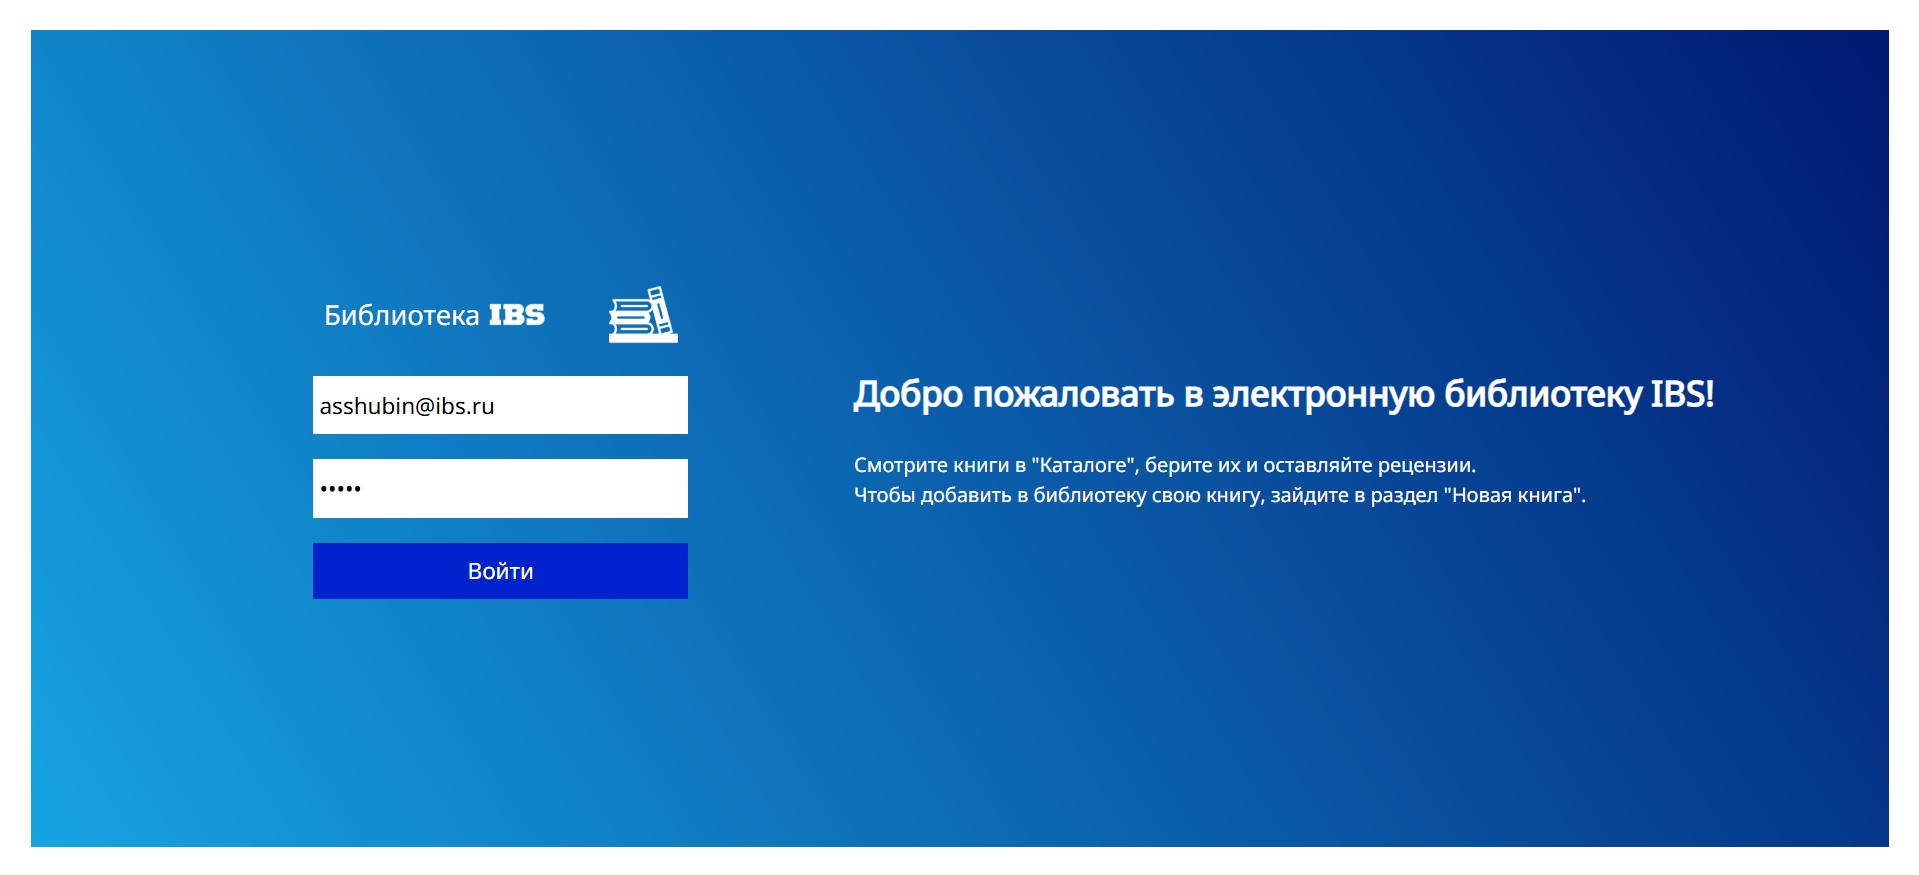 Библиотека IBS
asshubin@ibs.ru
•••••
Войти
Добро пожаловать в электронную библиотеку IBS!
Смотрите книги в "Каталоге", берите их и оставляйте рецензии.
Чтобы добавить в библиотеку свою книгу, зайдите в раздел "Новая книга".